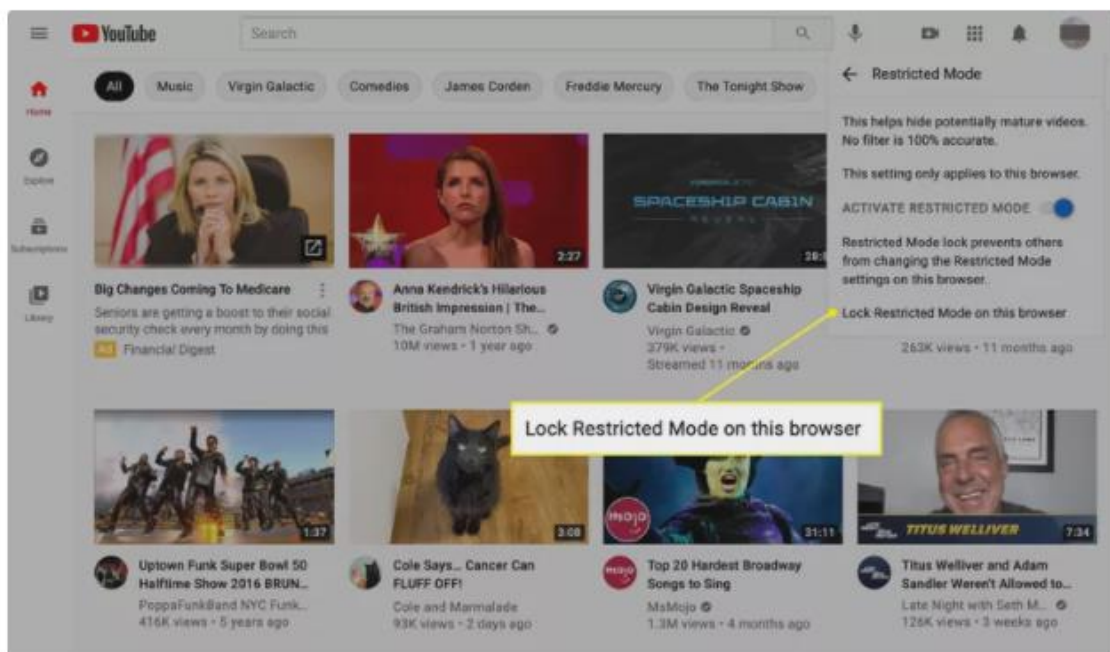 YouTube
Search
Restricted Mode
All
Music
Virgin Galactic
Comedies
James Corden
Freddie Mercury
The Tonight Show
Home
Explore
Subscriptions
Library
This helps hide potentially mature videos.
No filter is 100% accurate.
This setting only applies to this browser.
ACTIVATE RESTRICTED MODE
Restricted Mode lock prevents others
from changing the Restricted Mode
settings on this browser.
Lock Restricted Mode on this browser
SPACESHIP CABIN
REVEAL
2:27
Big Changes Coming To Medicare
Seniors are getting a boost to their social
security check every month by doing this
Ad Financial Digest
Anna Kendrick's Hilarious
British Impression | The...
The Graham Norton Sh...
10M views • 1 year ago
Virgin Galactic Spaceship
Cabin Design Reveal
Virgin Galactic
379K views •
Streamed 11 months ago
263K views • 11 months ago
Lock Restricted Mode on this browser
1:37
3:08
mojo
31:11
TITUS WELLIVER
7:34
Uptown Funk Super Bowl 50
Halftime Show 2016 BRUN...
PoppaFunkBand NYC Funk...
416K views • 5 years ago
Cole Says... Cancer Can
FLUFF OFF!
Cole and Marmalade
93K views • 2 days ago
Top 20 Hardest Broadway
Songs to Sing
MsMojo
1.3M views • 4 months ago
Titus Welliver and Adam
Sandler Weren't Allowed to...
Late Night with Seth M...
126K views • 3 weeks ago